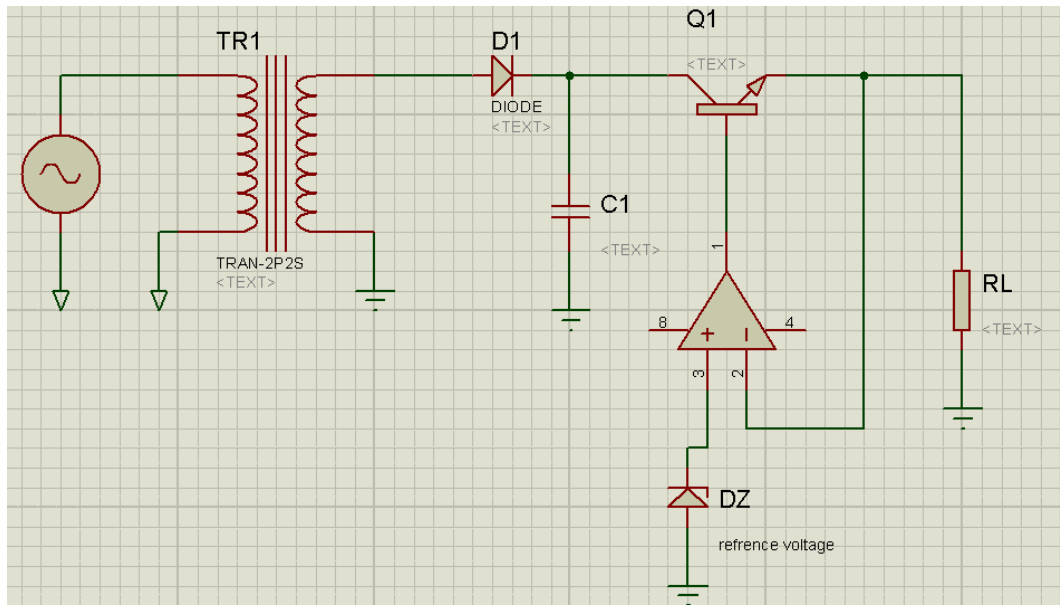 Q1
TR1
D1
<TEXT>
DIODE
<TEXT>
C1
<TEXT>
1
TRAN-2P2S
<TEXT>
RL
<TEXT>
8
+
−
4
3
2
DZ
refrence voltage